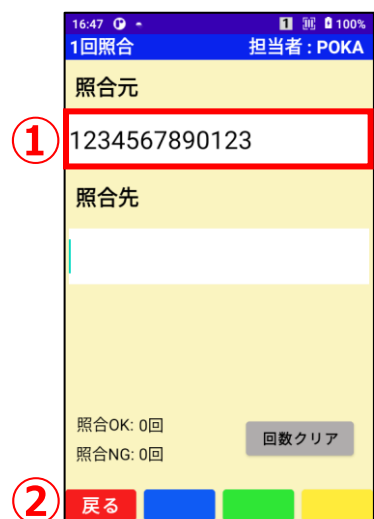 16:47 1 100%
1回照合 担当者 : POKA
照合元
① 1234567890123
照合先
照合OK: 0回
照合NG: 0回
回数クリア
② 戻る